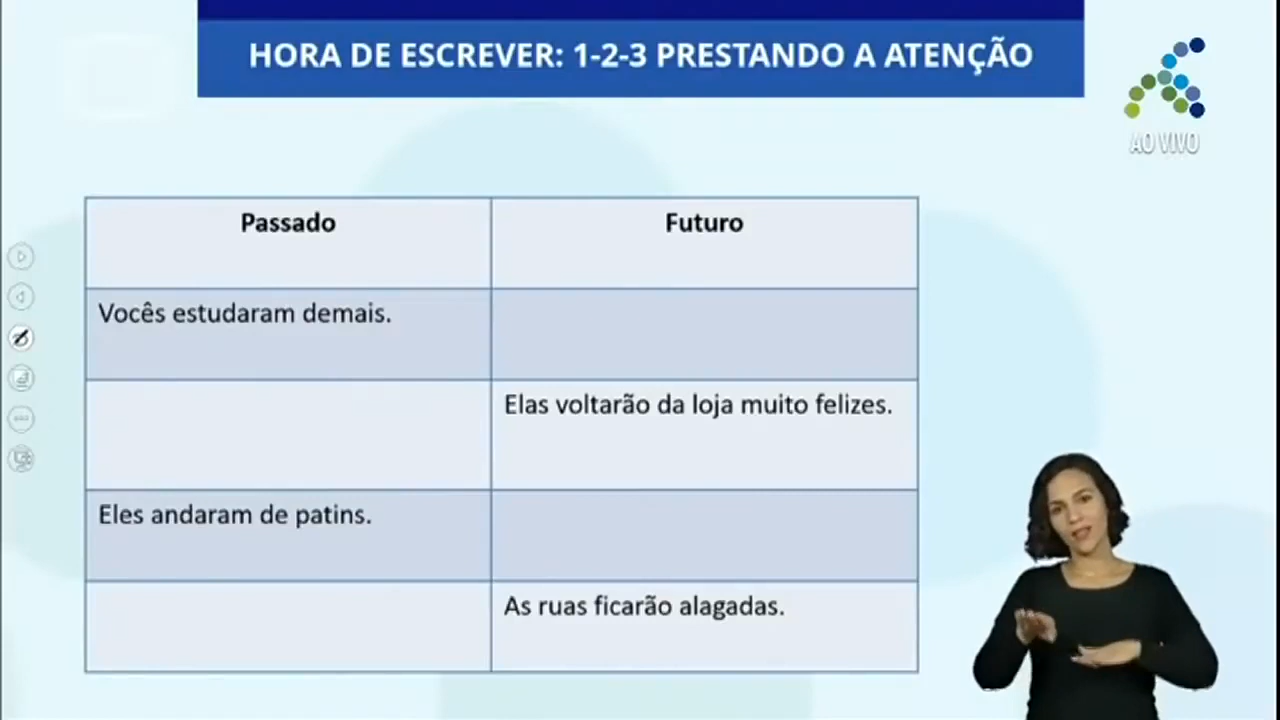 HORA DE ESCREVER: 1-2-3 PRESTANDO A ATENÇÃO
AO VIVO
Passado
Futuro
Vocês estudaram demais.
Elas voltarão da loja muito felizes.
Eles andaram de patins.
As ruas ficarão alagadas.